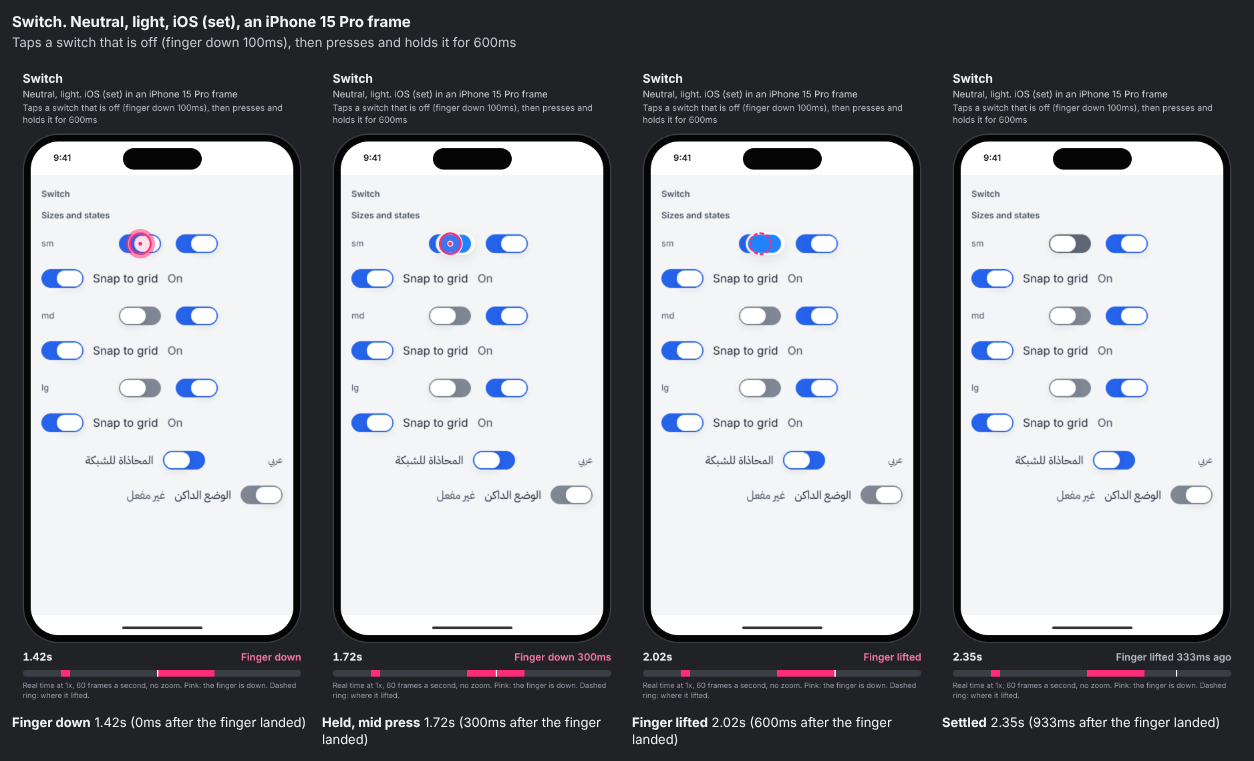 Switch. Neutral, light, iOS (set), an iPhone 15 Pro frame
Taps a switch that is off (finger down 100ms), then presses and holds it for 600ms
Switch
Neutral, light. iOS (set) in an iPhone 15 Pro frame
Taps a switch that is off (finger down 100ms), then presses and
holds it for 600ms
9:41
Switch
Sizes and states
sm
Snap to grid On
md
Snap to grid On
lg
Snap to grid On
عربي المحاذاة للشبكة
الوضع الداكن غير مفعل
1.42s Finger down
Real time at 1x, 60 frames a second, no zoom. Pink: the finger is down. Dashed
ring: where it lifted.
Finger down 1.42s (0ms after the finger landed)
Switch
Neutral, light. iOS (set) in an iPhone 15 Pro frame
Taps a switch that is off (finger down 100ms), then presses and
holds it for 600ms
9:41
Switch
Sizes and states
sm
Snap to grid On
md
Snap to grid On
lg
Snap to grid On
عربي المحاذاة للشبكة
الوضع الداكن غير مفعل
1.72s Finger down 300ms
Real time at 1x, 60 frames a second, no zoom. Pink: the finger is down. Dashed
ring: where it lifted.
Held, mid press 1.72s (300ms after the finger
landed)
Switch
Neutral, light. iOS (set) in an iPhone 15 Pro frame
Taps a switch that is off (finger down 100ms), then presses and
holds it for 600ms
9:41
Switch
Sizes and states
sm
Snap to grid On
md
Snap to grid On
lg
Snap to grid On
عربي المحاذاة للشبكة
الوضع الداكن غير مفعل
2.02s Finger lifted
Real time at 1x, 60 frames a second, no zoom. Pink: the finger is down. Dashed
ring: where it lifted.
Finger lifted 2.02s (600ms after the finger
landed)
Switch
Neutral, light. iOS (set) in an iPhone 15 Pro frame
Taps a switch that is off (finger down 100ms), then presses and
holds it for 600ms
9:41
Switch
Sizes and states
sm
Snap to grid On
md
Snap to grid On
lg
Snap to grid On
عربي المحاذاة للشبكة
الوضع الداكن غير مفعل
2.35s Finger lifted 333ms ago
Real time at 1x, 60 frames a second, no zoom. Pink: the finger is down. Dashed
ring: where it lifted.
Settled 2.35s (933ms after the finger landed)